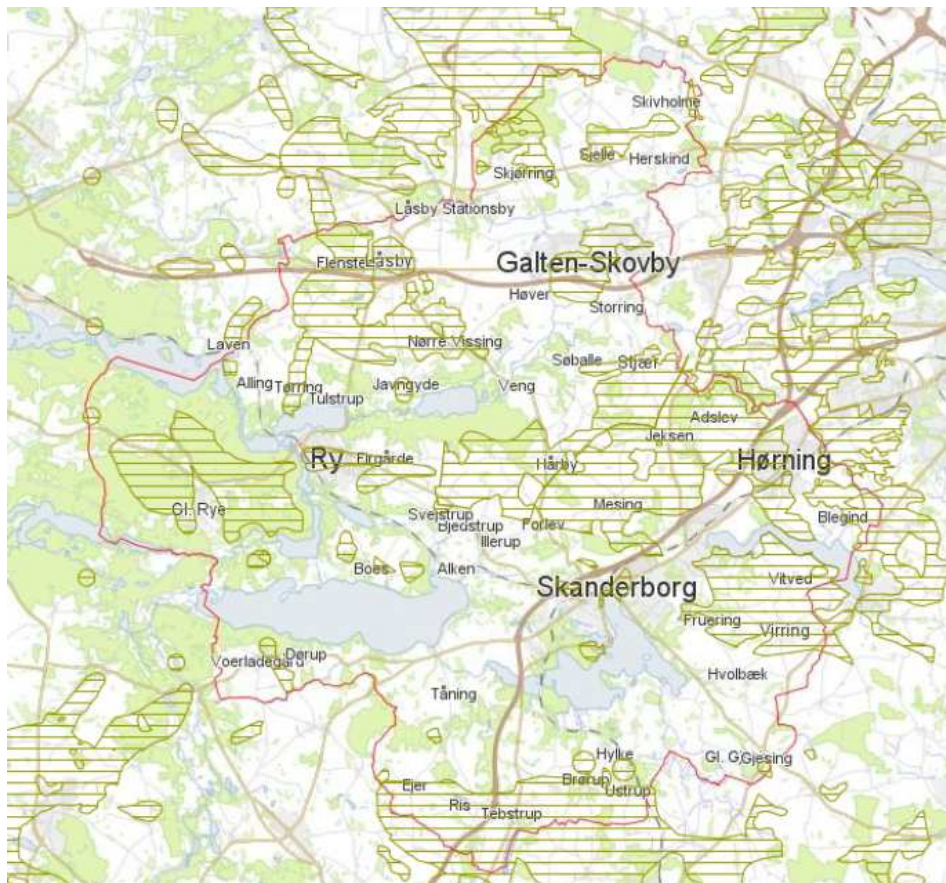 Skivholme
Sjelle
Herskind
Skjørring
Låsby Stationsby
Låsby
Galten-Skovby
Høver
Storring
Laven
Nørre Vissing
Søballe
Stjær
Alling
Tørring
Javngyde
Veng
Tulstrup
Adslev
Jeksen
Ry
Firgårde
Hårby
Hørning
Gl. Rye
Mesing
Svejstrup
Bjedstrup
Forlev
Blegind
Illerup
Boes
Alken
Skanderborg
Vitved
Fruering
Virring
Voerladegård
Dørup
Hvolbæk
Tåning
Hylke
Gl. G
Gjesing
Ejer
Brørup
Ustrup
Ris
Tebstrup